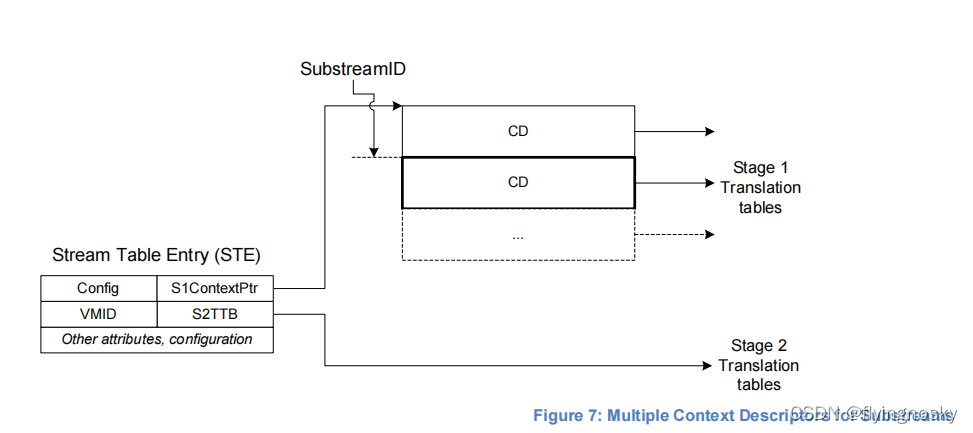 SubstreamID
CD
CD
...
Stage 1
Translation
tables
Stream Table Entry (STE)
Config S1ContextPtr
VMID S2TTB
Other attributes, configuration
Stage 2
Translation
tables
Figure 7: Multiple Context Descriptors for Substreams
CSDN @flyingnosky